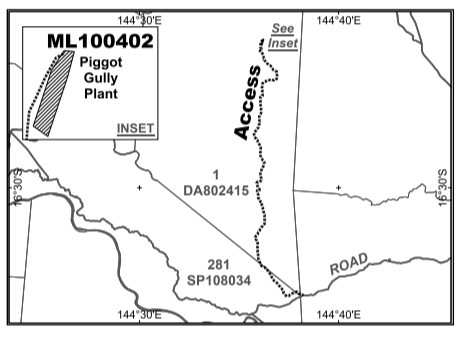 144°30'E
144°40'E
ML100402
Piggot
Gully
Plant
INSET
See
Inset
Access
1
DA802415
16°30'S
16°30'S
281
SP108034
ROAD
144°30'E
144°40'E